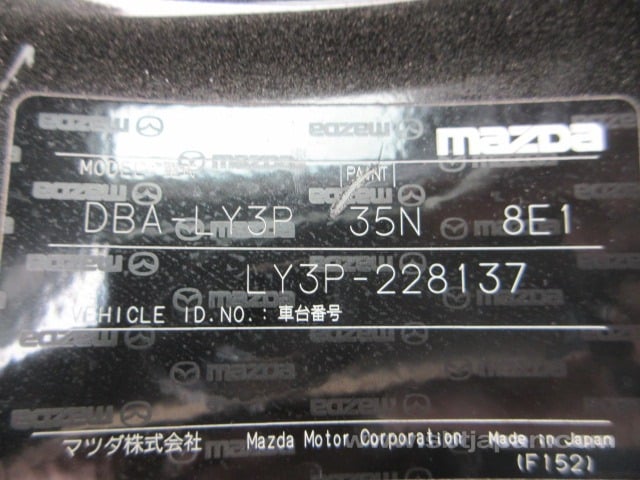 mazda
MODEL PAINT
DBA-LY3P 35N 8E1
LY3P-228137
VEHICLE ID.NO.:車台番号
マツダ株式会社 Mazda Motor Corporation Made in Japan
(F152)